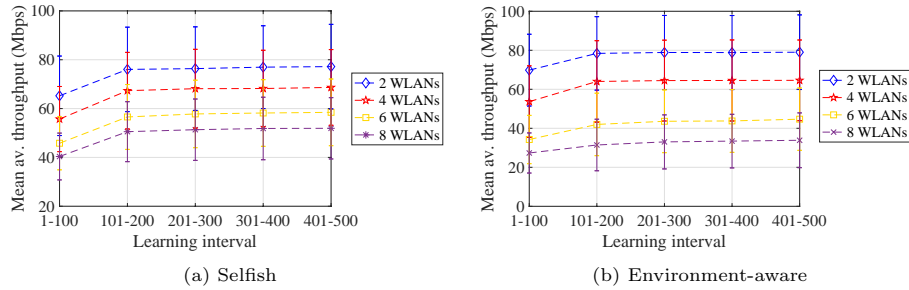 100
80
60
40
20
Mean av. throughput (Mbps)
1-100 101-200 201-300 301-400 401-500
Learning interval
2 WLANs
4 WLANs
6 WLANs
8 WLANs
(a) Selfish
100
80
60
40
20
0
Mean av. throughput (Mbps)
1-100 101-200 201-300 301-400 401-500
Learning interval
2 WLANs
4 WLANs
6 WLANs
8 WLANs
(b) Environment-aware